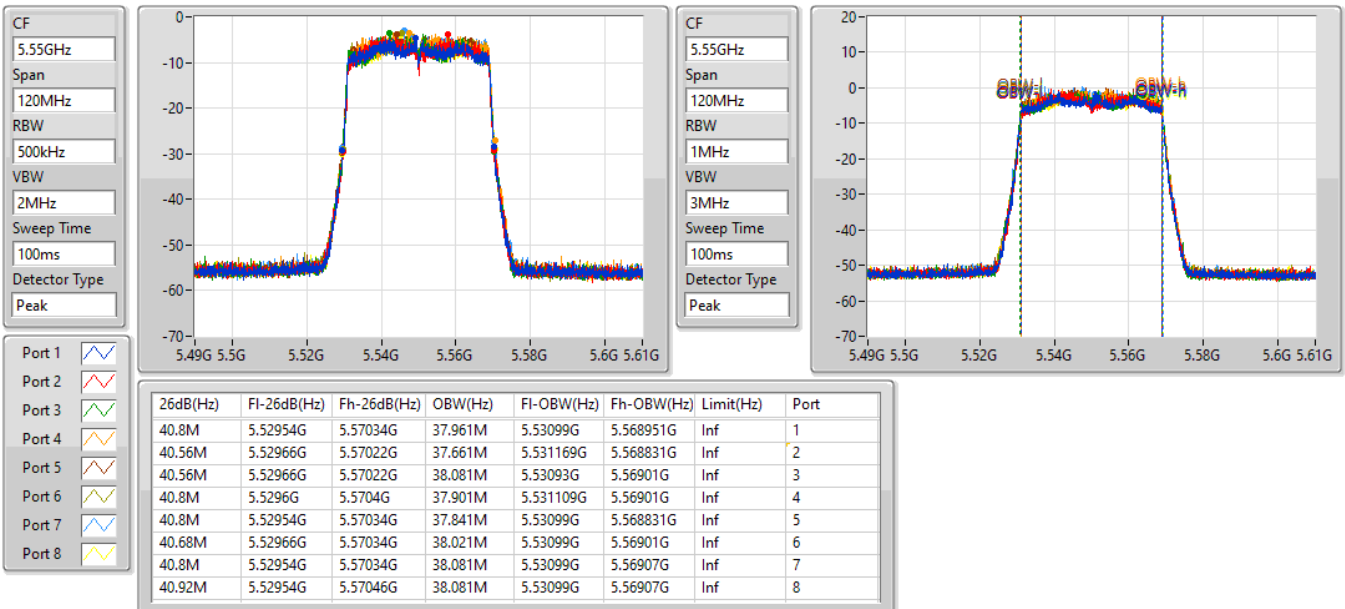 CF
5.55GHz
Span
120MHz
RBW
500kHz
VBW
2MHz
Sweep Time
100ms
Detector Type
Peak
0
-10
-20
-30
-40
-50
-60
-70
5.49G 5.5G 5.52G 5.54G 5.56G 5.58G 5.6G 5.61G
CF
5.55GHz
Span
120MHz
RBW
1MHz
VBW
3MHz
Sweep Time
100ms
Detector Type
Peak
20
10
0
-10
-20
-30
-40
-50
-60
-70
OBW-l OBW-h
5.49G 5.5G 5.52G 5.54G 5.56G 5.58G 5.6G 5.61G
Port 1
Port 2
Port 3
Port 4
Port 5
Port 6
Port 7
Port 8
26dB(Hz) Fl-26dB(Hz) Fh-26dB(Hz) OBW(Hz) Fl-OBW(Hz) Fh-OBW(Hz) Limit(Hz) Port
40.8M 5.52954G 5.57034G 37.961M 5.53099G 5.568951G Inf 1
40.56M 5.52966G 5.57022G 37.661M 5.531169G 5.568831G Inf 2
40.56M 5.52966G 5.57022G 38.081M 5.53093G 5.56901G Inf 3
40.8M 5.5296G 5.5704G 37.901M 5.531109G 5.56901G Inf 4
40.8M 5.52954G 5.57034G 37.841M 5.53099G 5.568831G Inf 5
40.68M 5.52966G 5.57034G 38.021M 5.53099G 5.56901G Inf 6
40.8M 5.52954G 5.57034G 38.081M 5.53099G 5.56907G Inf 7
40.92M 5.52954G 5.57046G 38.081M 5.53099G 5.56907G Inf 8